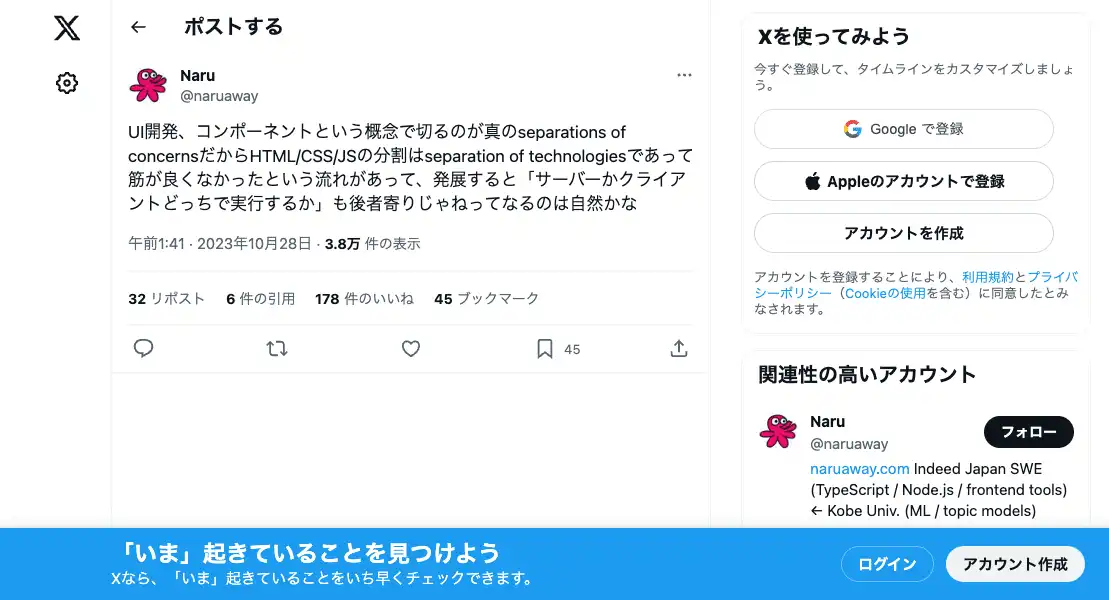 ポストする
Naru
@naruaway
UI開発、コンポーネントという概念で切るのが真のseparations of
concernsだからHTML/CSS/JSの分割はseparation of technologiesであって
筋が良くなかったという流れがあって、発展すると「サーバーかクライア
ントどっちで実行するか」も後者寄りじゃねってなるのは自然かな
午前1:41 · 2023年10月28日 · 3.8万 件の表示
32 リポスト 6 件の引用 178 件のいいね 45 ブックマーク
45
Xを使ってみよう
今すぐ登録して、タイムラインをカスタマイズしましょ
う。
Google で登録
Appleのアカウントで登録
アカウントを作成
アカウントを登録することにより、利用規約とプライバ
シーポリシー（Cookieの使用を含む）に同意したとみ
なされます。
関連性の高いアカウント
Naru
@naruaway
フォロー
naruaway.com Indeed Japan SWE
(TypeScript / Node.js / frontend tools)
← Kobe Univ. (ML / topic models)
「いま」起きていることを見つけよう
Xなら、「いま」起きていることをいち早くチェックできます。
ログイン
アカウント作成